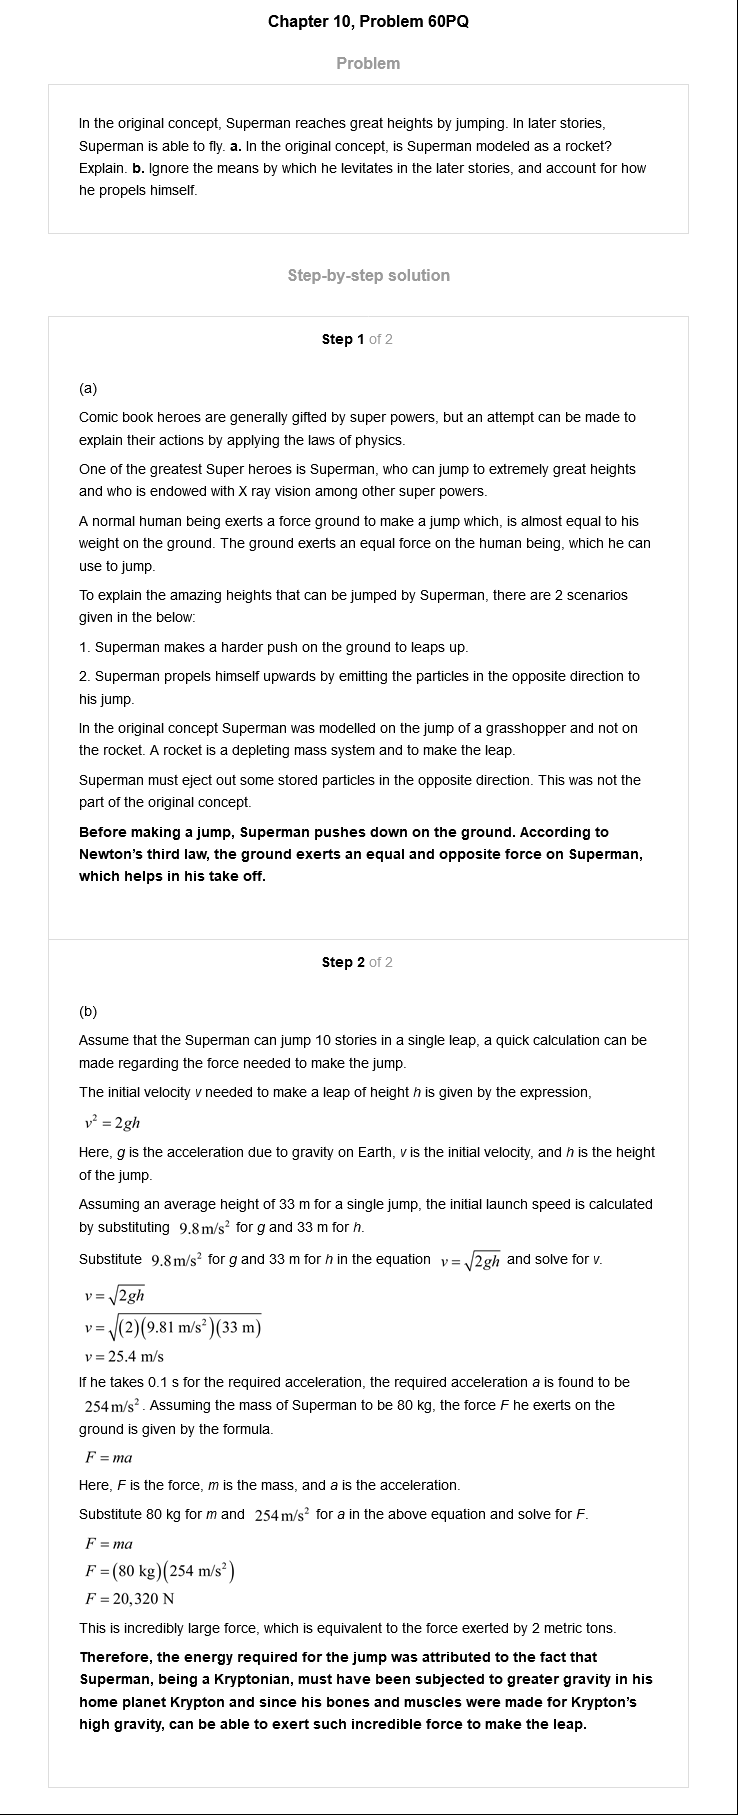 Chapter 10, Problem 60PQ
Problem
In the original concept, Superman reaches great heights by jumping. In later stories,
Superman is able to fly. a. In the original concept, is Superman modeled as a rocket?
Explain. b. Ignore the means by which he levitates in the later stories, and account for how
he propels himself.
Step-by-step solution
Step 1 of 2
(a)
Comic book heroes are generally gifted by super powers, but an attempt can be made to
explain their actions by applying the laws of physics.
One of the greatest Super heroes is Superman, who can jump to extremely great heights
and who is endowed with X ray vision among other super powers.
A normal human being exerts a force ground to make a jump which, is almost equal to his
weight on the ground. The ground exerts an equal force on the human being, which he can
use to jump.
To explain the amazing heights that can be jumped by Superman, there are 2 scenarios
given in the below:
1. Superman makes a harder push on the ground to leaps up.
2. Superman propels himself upwards by emitting the particles in the opposite direction to
his jump.
In the original concept Superman was modelled on the jump of a grasshopper and not on
the rocket. A rocket is a depleting mass system and to make the leap.
Superman must eject out some stored particles in the opposite direction. This was not the
part of the original concept.
Before making a jump, Superman pushes down on the ground. According to
Newton's third law, the ground exerts an equal and opposite force on Superman,
which helps in his take off.
Step 2 of 2
(b)
Assume that the Superman can jump 10 stories in a single leap, a quick calculation can be
made regarding the force needed to make the jump.
The initial velocity v needed to make a leap of height h is given by the expression,
v² = 2gh
Here, g is the acceleration due to gravity on Earth, v is the initial velocity, and h is the height
of the jump.
Assuming an average height of 33 m for a single jump, the initial launch speed is calculated
by substituting 9.8 m/s² for g and 33 m for h.
Substitute 9.8 m/s² for g and 33 m for h in the equation v = √2gh and solve for v.
v = √2gh
v = √(2)(9.81 m/s²)(33 m)
v = 25.4 m/s
If he takes 0.1 s for the required acceleration, the required acceleration a is found to be
254 m/s². Assuming the mass of Superman to be 80 kg, the force F he exerts on the
ground is given by the formula.
F = ma
Here, F is the force, m is the mass, and a is the acceleration.
Substitute 80 kg for m and 254 m/s² for a in the above equation and solve for F.
F = ma
F = (80 kg)(254 m/s²)
F = 20,320 N
This is incredibly large force, which is equivalent to the force exerted by 2 metric tons.
Therefore, the energy required for the jump was attributed to the fact that
Superman, being a Kryptonian, must have been subjected to greater gravity in his
home planet Krypton and since his bones and muscles were made for Krypton's
high gravity, can be able to exert such incredible force to make the leap.